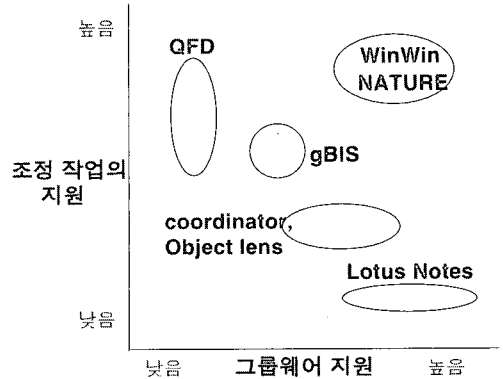 높음
QFD
WinWin
NATURE
gBIS
조정 작업의
지원
coordinator,
Object lens
Lotus Notes
낮음
낮음
그룹웨어 지원
높음